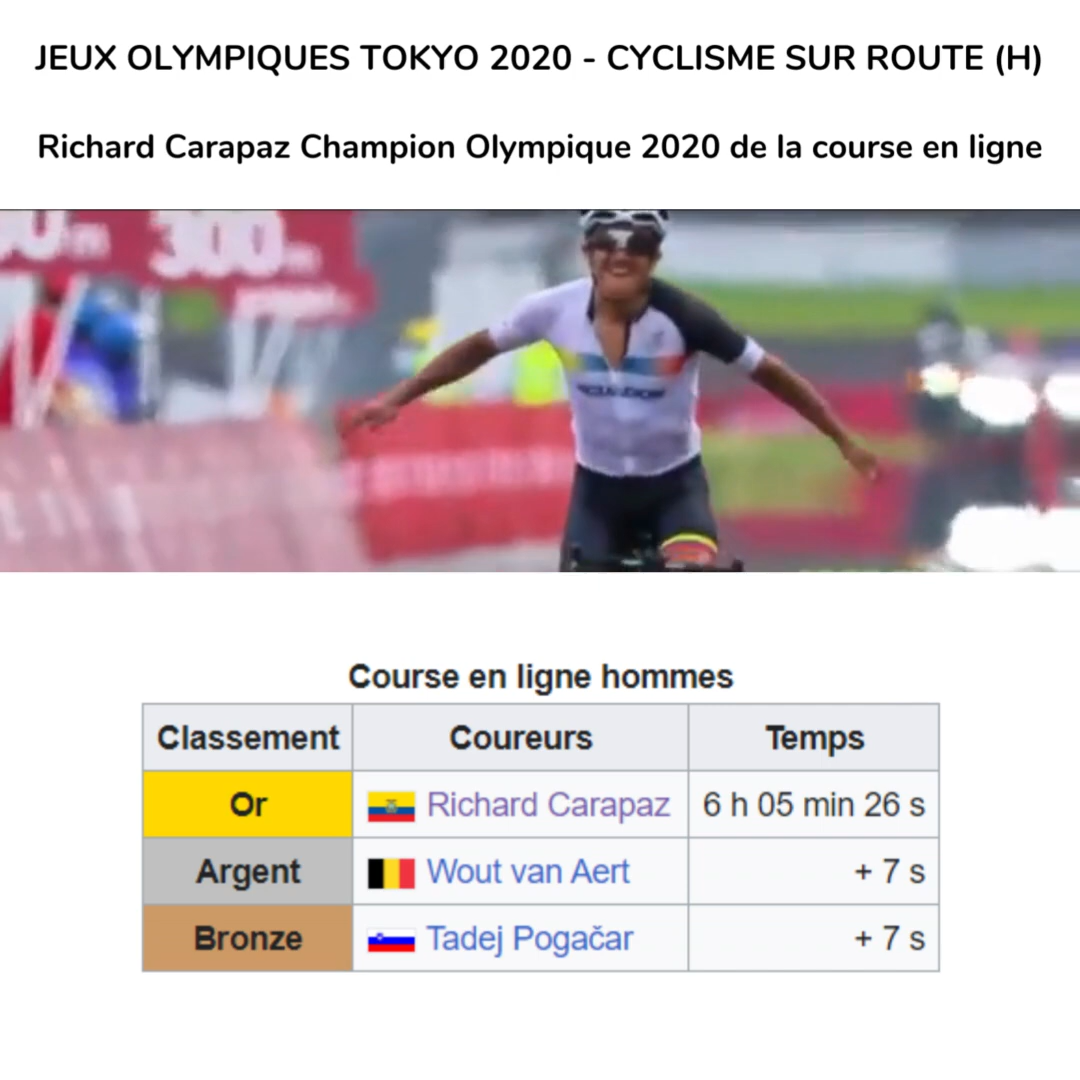 JEUX OLYMPIQUES TOKYO 2020 - CYCLISME SUR ROUTE (H)
Richard Carapaz Champion Olympique 2020 de la course en ligne
300m
ECUADOR
Course en ligne hommes
Classement Coureurs Temps
Or Richard Carapaz 6 h 05 min 26 s
Argent Wout van Aert + 7 s
Bronze Tadej Pogačar + 7 s